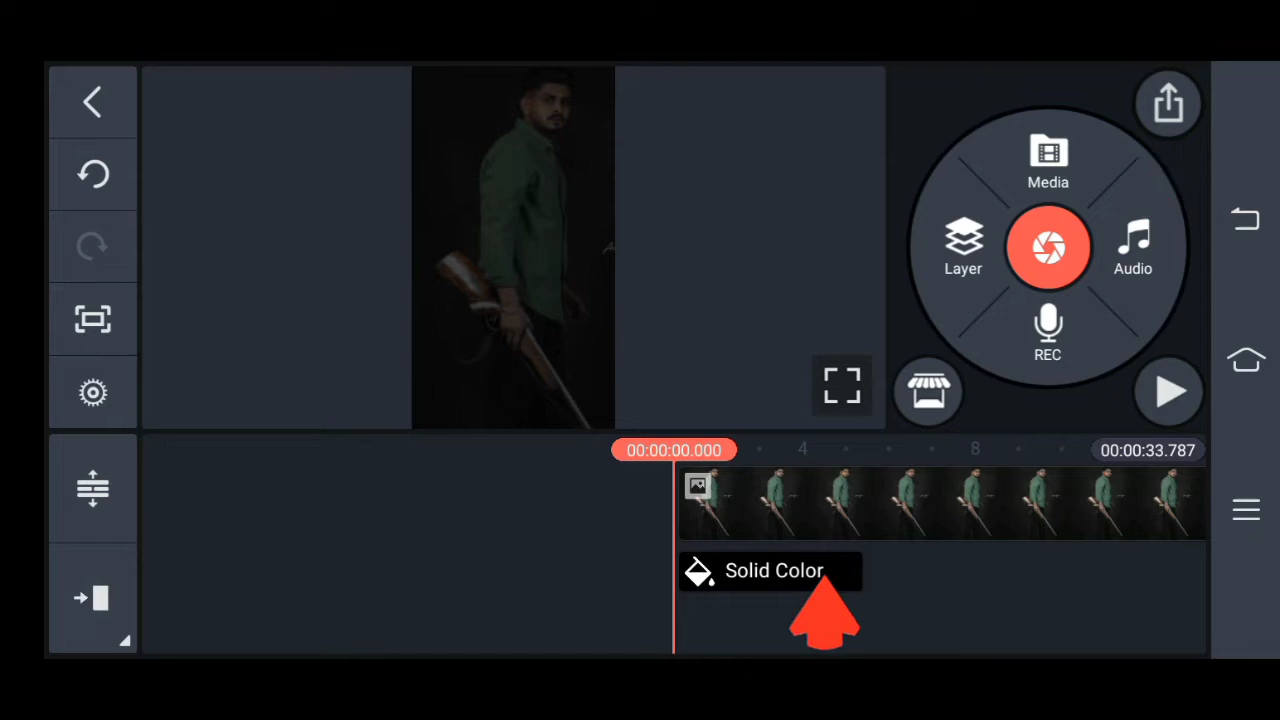 Media
Layer
Audio
REC
00:00:00.000
4
8
00:00:33.787
Solid Color